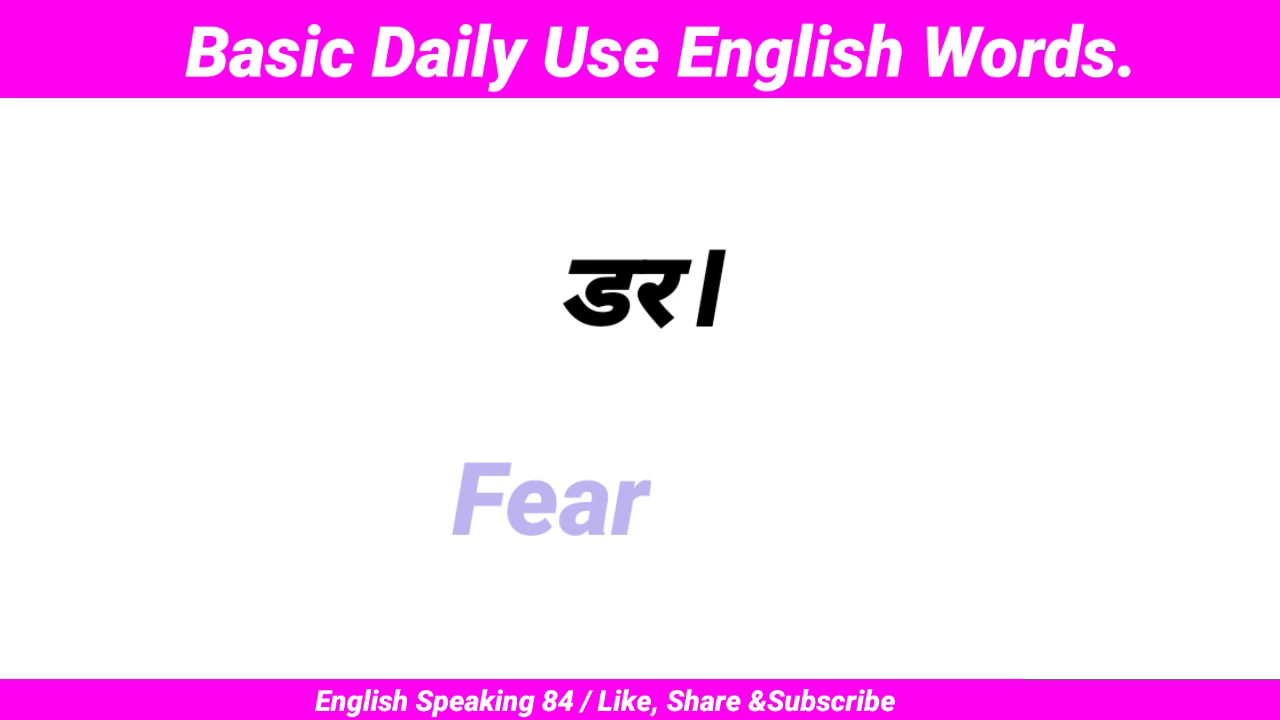 Basic Daily Use English Words.
डर।
Fear
English Speaking 84 / Like, Share &Subscribe